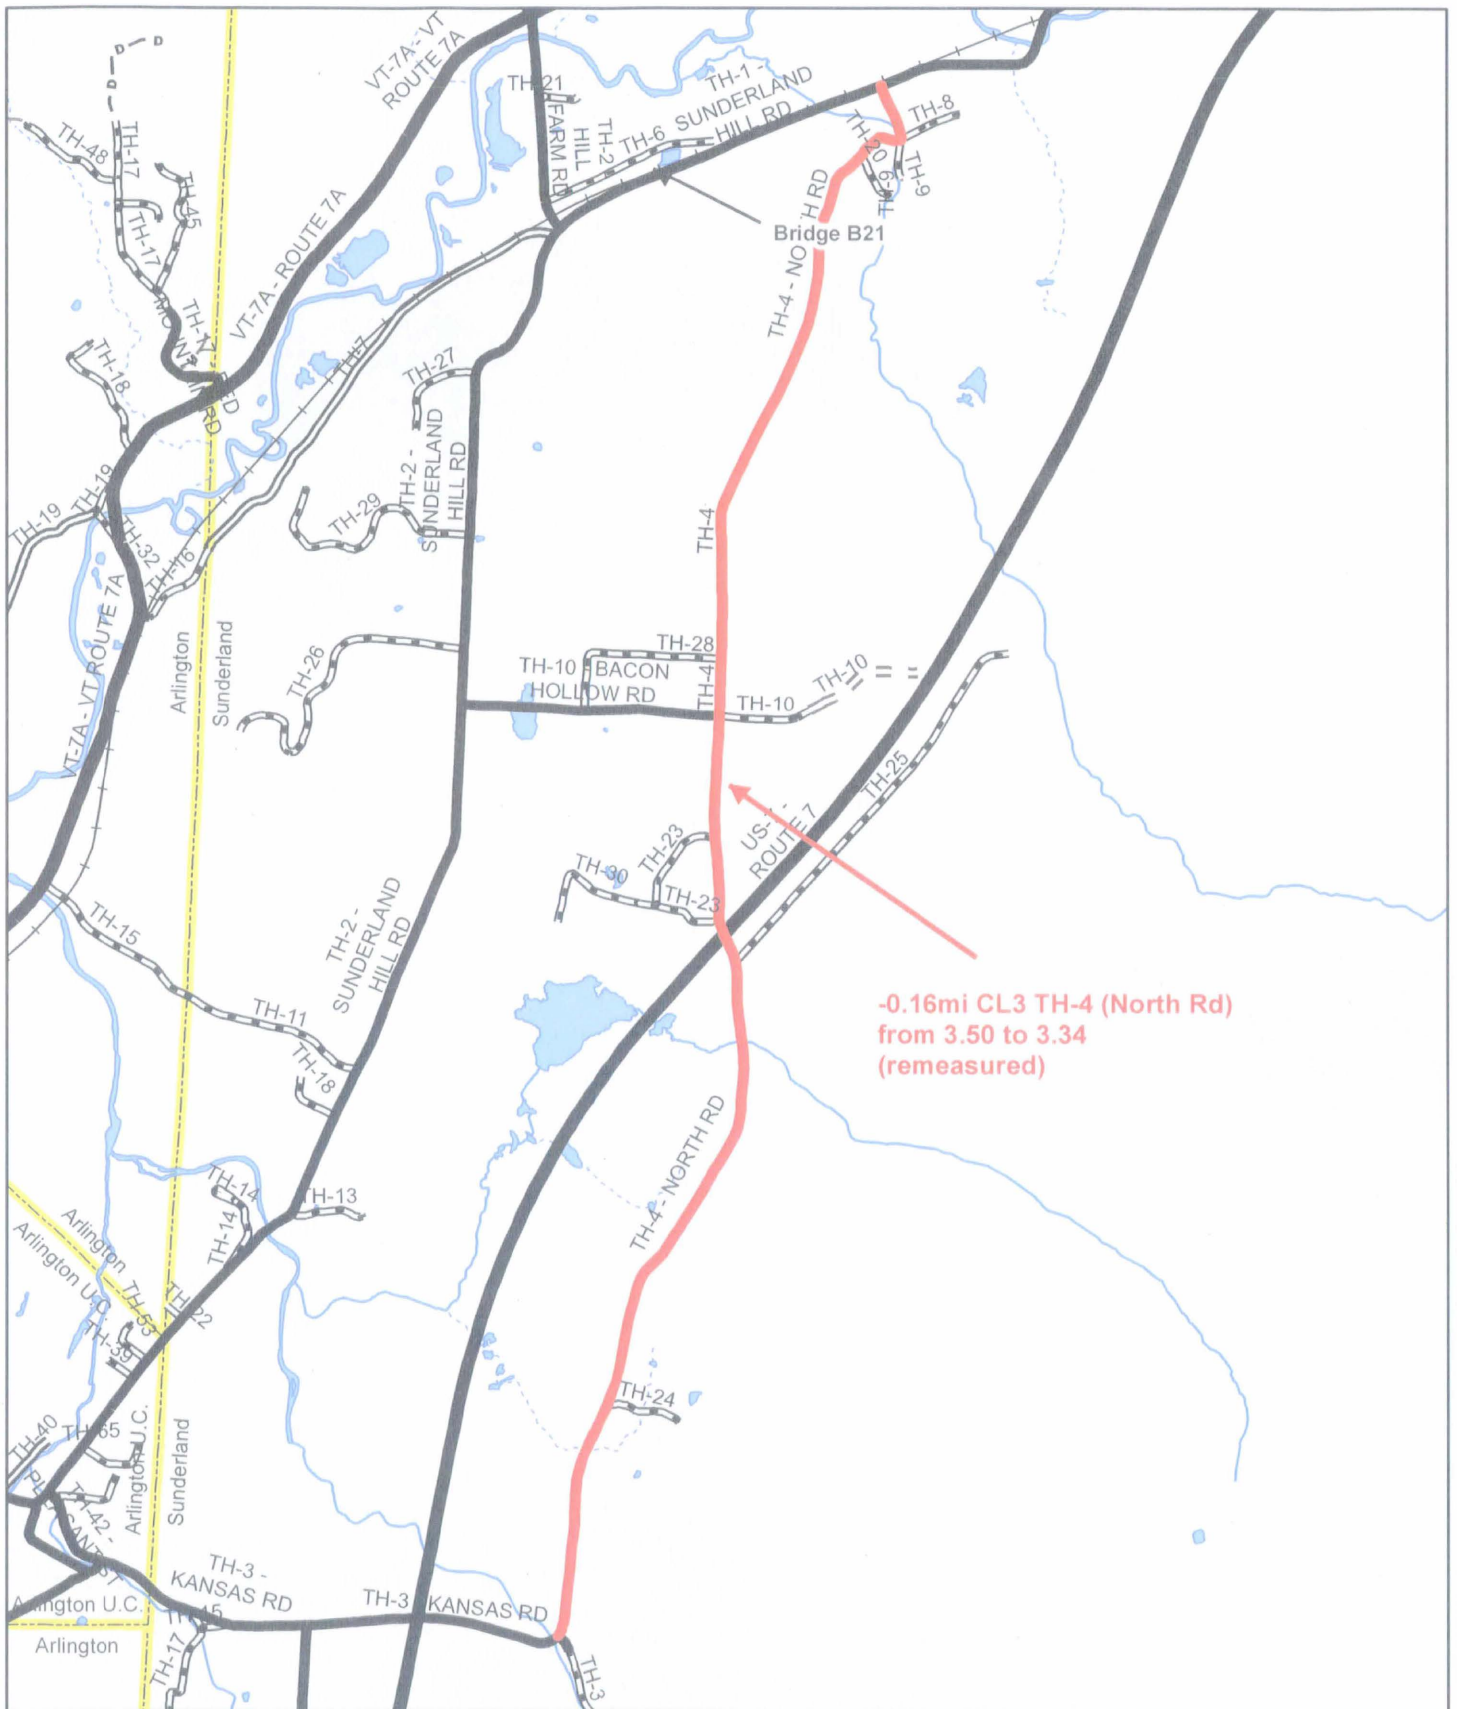 VT-7A - VT
ROUTE 7A
TH-21
TH-1 -
SUNDERLAND
HILL RD
TH-8
TH-48
TH-17
FARM RD
HILL
TH-2
TH-6
TH-20
TH-9
TH-45
TH-9
TH-17
Bridge B21
VT-7A - ROUTE 7A
TH-4 -
TH-17
TH-7
TH-18
TH-27
TH-2 -
SUNDERLAND
HILL RD
TH-19
TH-19
TH-29
TH-4
TH-32
TH-16
VT-7A - VT ROUTE 7A
Arlington
Sunderland
TH-26
TH-28
TH-10
BACON
HOLLOW RD
TH-4
TH-10
TH-10
TH-25
US-
ROUTE 7
TH-23
TH-30
TH-23
TH-15
TH-2 -
SUNDERLAND
HILL RD
-0.16mi CL3 TH-4 (North Rd)
from 3.50 to 3.34
(remeasured)
TH-11
TH-18
TH-4 - NORTH RD
TH-14
TH-13
TH-14
Arlington
Arlington U.C.
TH-53
TH-22
TH-39
TH-24
TH-40
TH-65
Arlington U.C.
Sunderland
TH-42 -
TH-3 -
KANSAS RD
TH-3
KANSAS RD
Arlington U.C.
Arlington
TH-17
TH-3